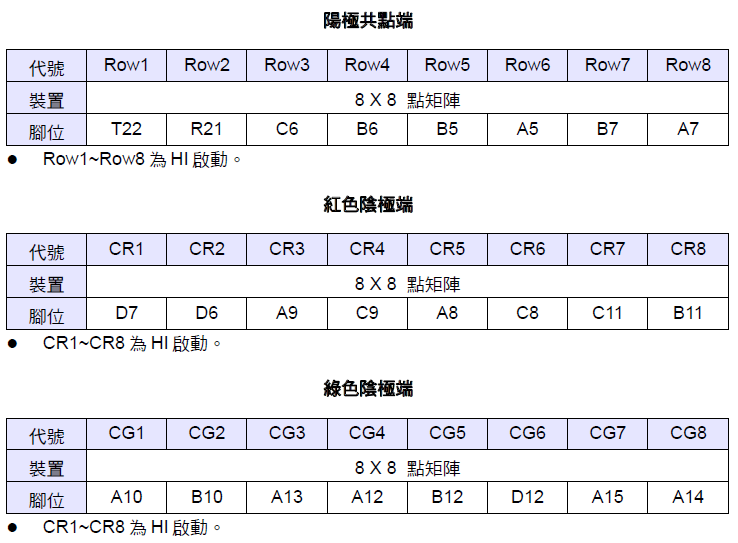 陽極共點端
代號 Row1 Row2 Row3 Row4 Row5 Row6 Row7 Row8
裝置 8 X 8 點矩陣
腳位 T22 R21 C6 B6 B5 A5 B7 A7
● Row1~Row8 為 HI 啟動。
紅色陰極端
代號 CR1 CR2 CR3 CR4 CR5 CR6 CR7 CR8
裝置 8 X 8 點矩陣
腳位 D7 D6 A9 C9 A8 C8 C11 B11
● CR1~CR8 為 HI 啟動。
綠色陰極端
代號 CG1 CG2 CG3 CG4 CG5 CG6 CG7 CG8
裝置 8 X 8 點矩陣
腳位 A10 B10 A13 A12 B12 D12 A15 A14
● CR1~CR8 為 HI 啟動。